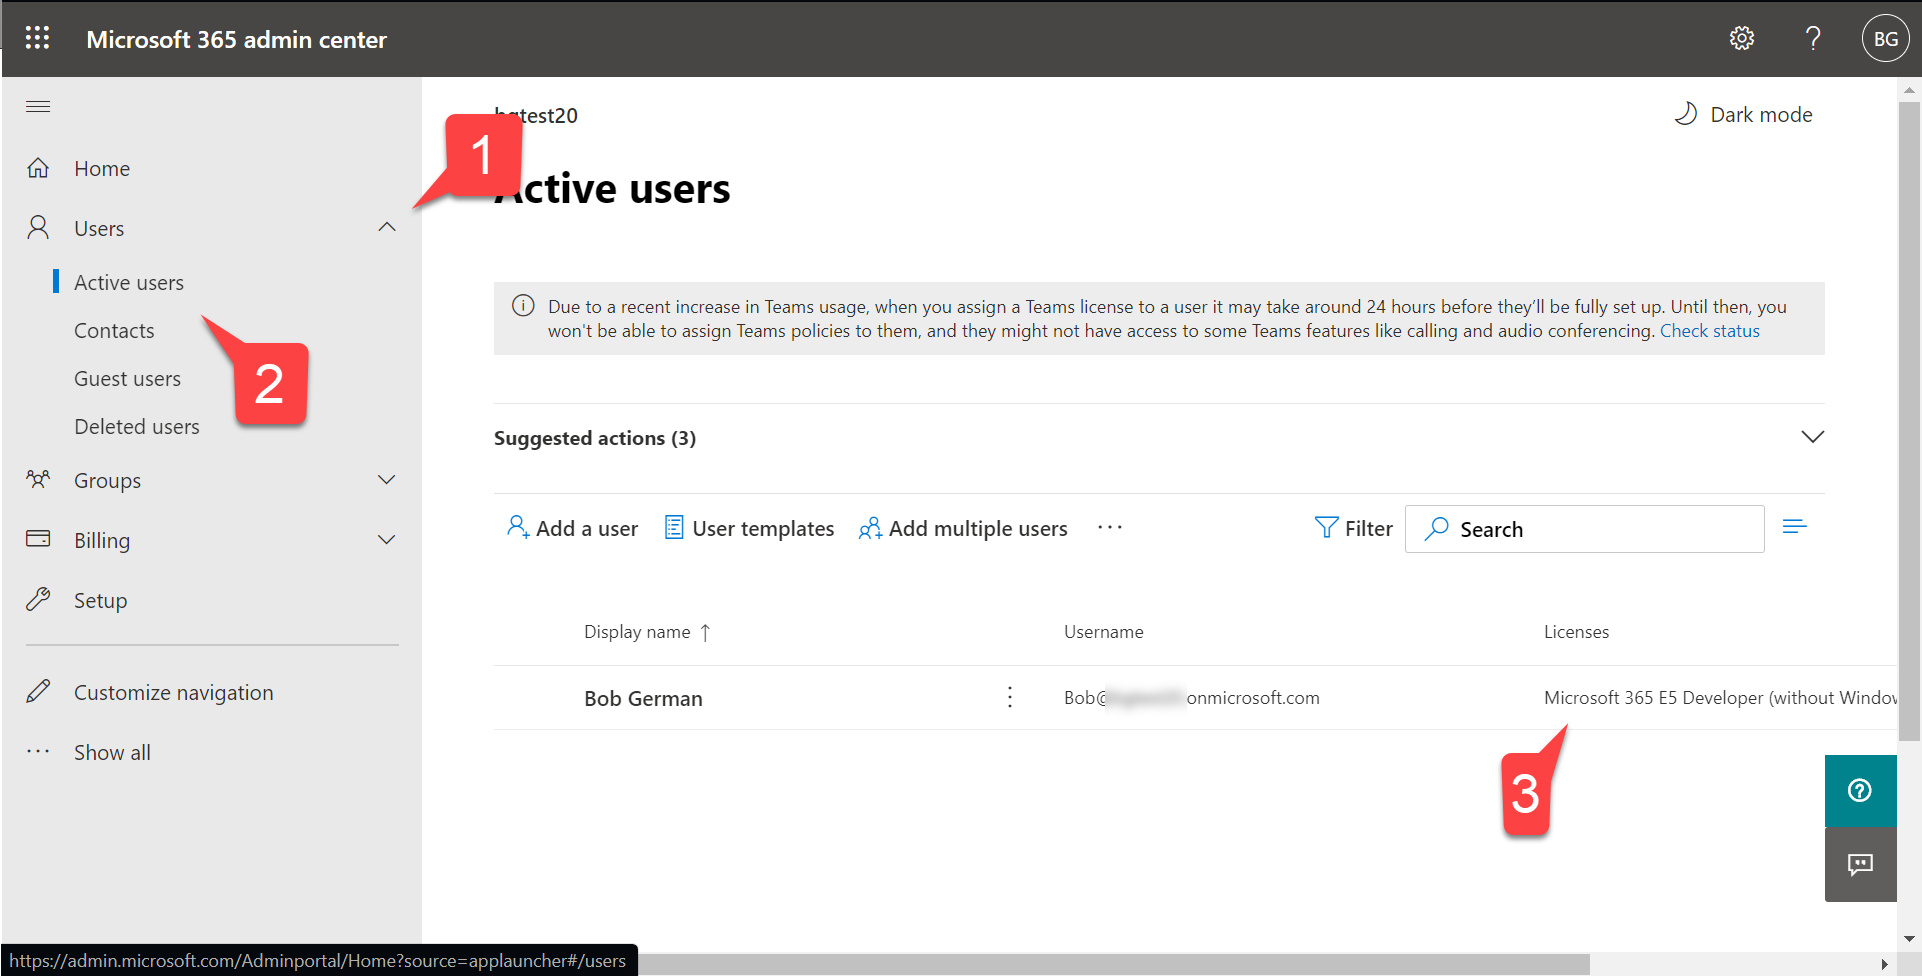 Microsoft 365 admin center
BG
test20
Dark mode
1
Active users
Home
Users
Active users
Contacts
Guest users
Deleted users
2
Groups
Billing
Setup
Customize navigation
Show all
Due to a recent increase in Teams usage, when you assign a Teams license to a user it may take around 24 hours before they’ll be fully set up. Until then, you
won't be able to assign Teams policies to them, and they might not have access to some Teams features like calling and audio conferencing. Check status
Suggested actions (3)
Add a user User templates Add multiple users ··· Filter Search
Display name ↑ Username Licenses
Bob German Bob@ onmicrosoft.com Microsoft 365 E5 Developer (without Window
3
https://admin.microsoft.com/Adminportal/Home?source=applauncher#/users